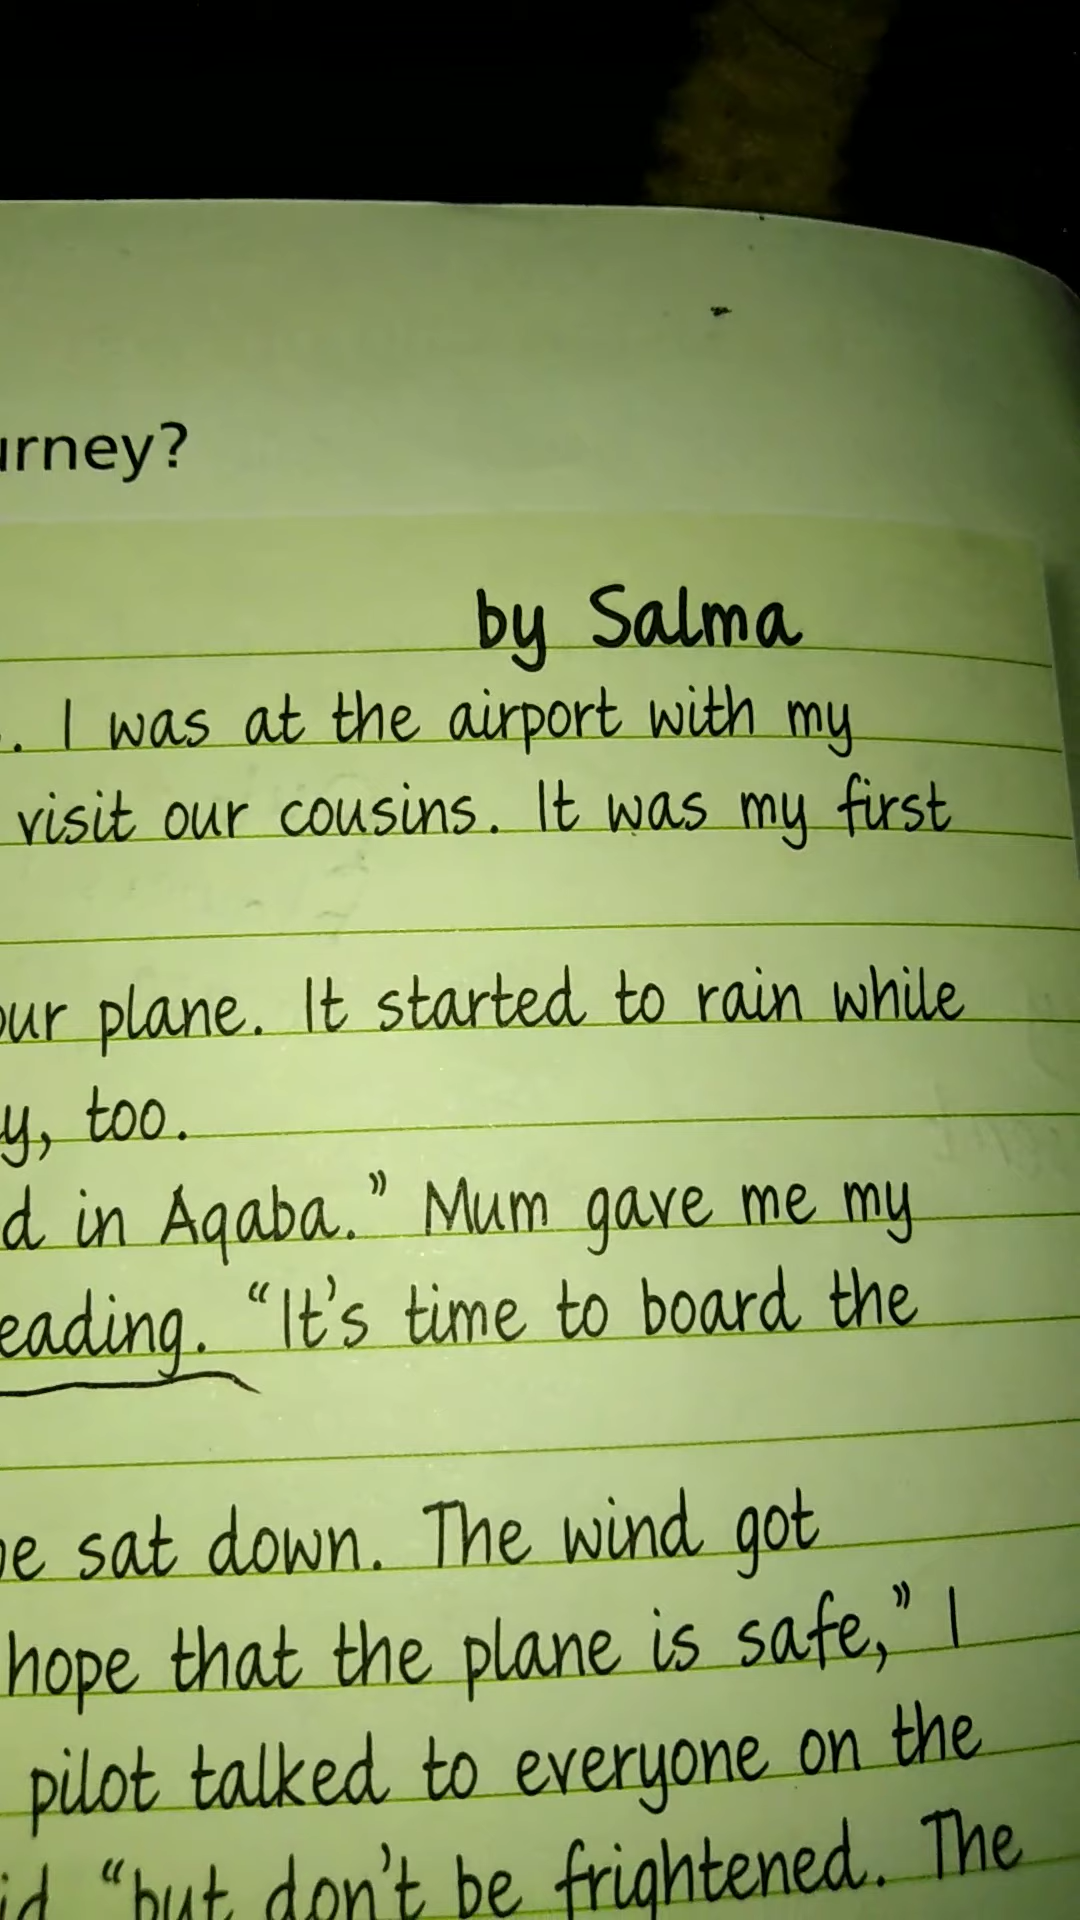 urney?
by Salma
. I was at the airport with my
visit our cousins. It was my first
our plane. It started to rain while
y, too.
d in Aqaba.” Mum gave me my
eading. “It's time to board the
e sat down. The wind got
hope that the plane is safe,” I
pilot talked to everyone on the
id “but don't be frightened. The